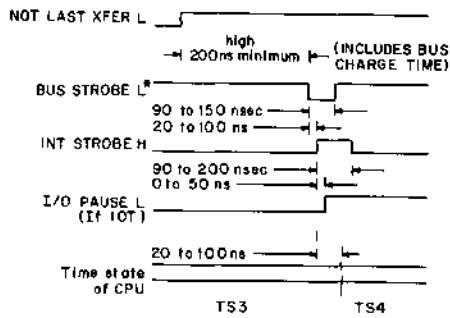 NOT LAST XFER L
high
200ns minimum
(INCLUDES BUS
CHARGE TIME)
BUS STROBE L*
90 to 150 nsec
20 to 100 ns
INT STROBE H
90 to 200 nsec
0 to 50 ns
I/O PAUSE L
(If IOT)
20 to 100ns
Time state
of CPU
TS3
TS4